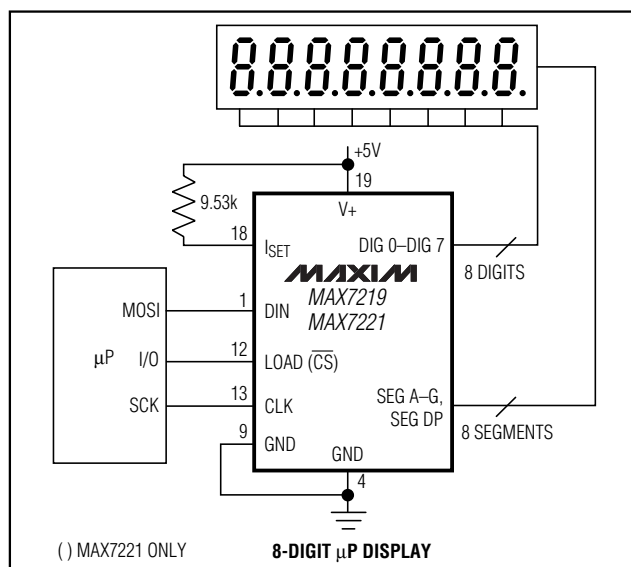 8.8.8.8.8.8.8.8.
+5V
19
9.53k
V+
18
ISET
DIG 0–DIG 7
MAXIM
8 DIGITS
MAX7219
MOSI
1
DIN
MAX7221
µP
I/O
12
LOAD (C̅S̅)
SCK
13
CLK
SEG A–G,
SEG DP
9
GND
8 SEGMENTS
GND
4
( ) MAX7221 ONLY
8-DIGIT µP DISPLAY